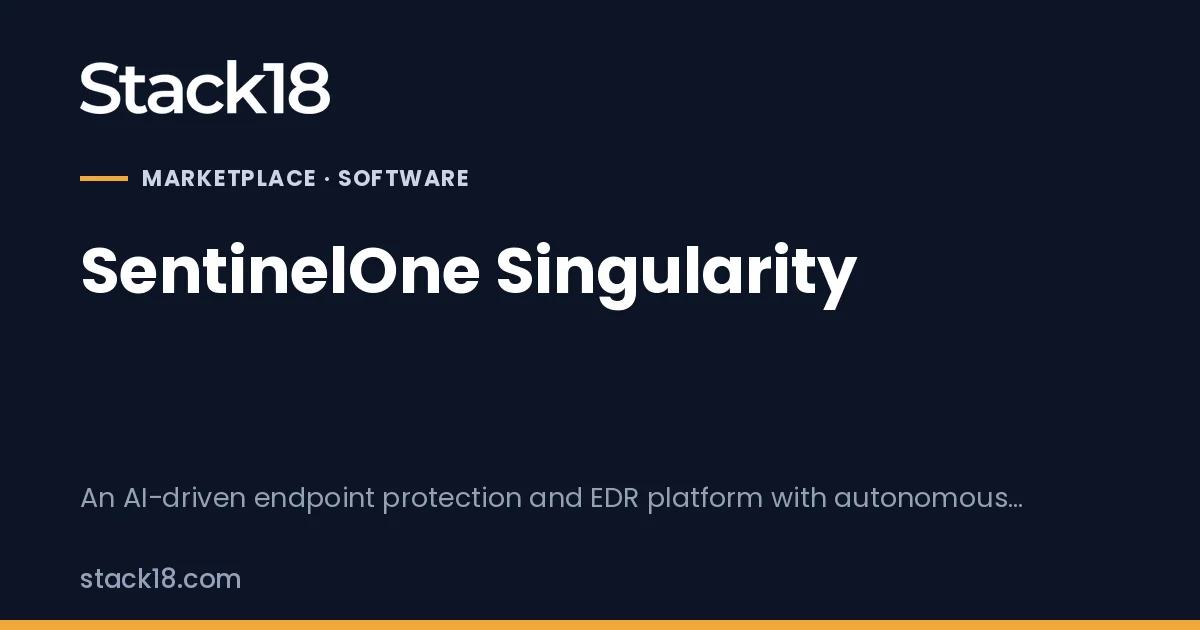 Stack18
MARKETPLACE · SOFTWARE
SentinelOne Singularity
An AI-driven endpoint protection and EDR platform with autonomous...
stack18.com